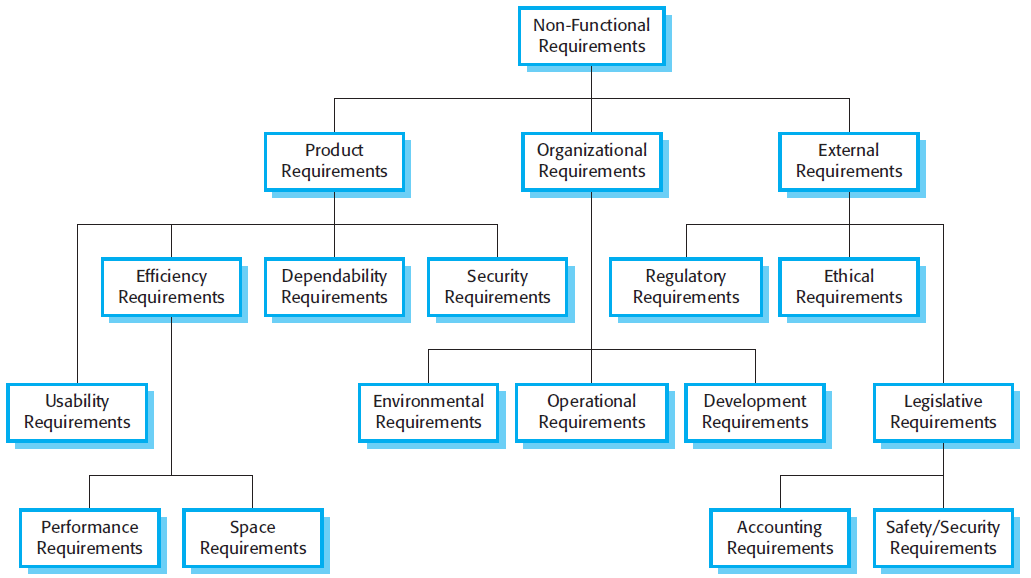 Non-Functional
Requirements
Product
Requirements
Organizational
Requirements
External
Requirements
Efficiency
Requirements
Dependability
Requirements
Security
Requirements
Regulatory
Requirements
Ethical
Requirements
Usability
Requirements
Environmental
Requirements
Operational
Requirements
Development
Requirements
Legislative
Requirements
Performance
Requirements
Space
Requirements
Accounting
Requirements
Safety/Security
Requirements